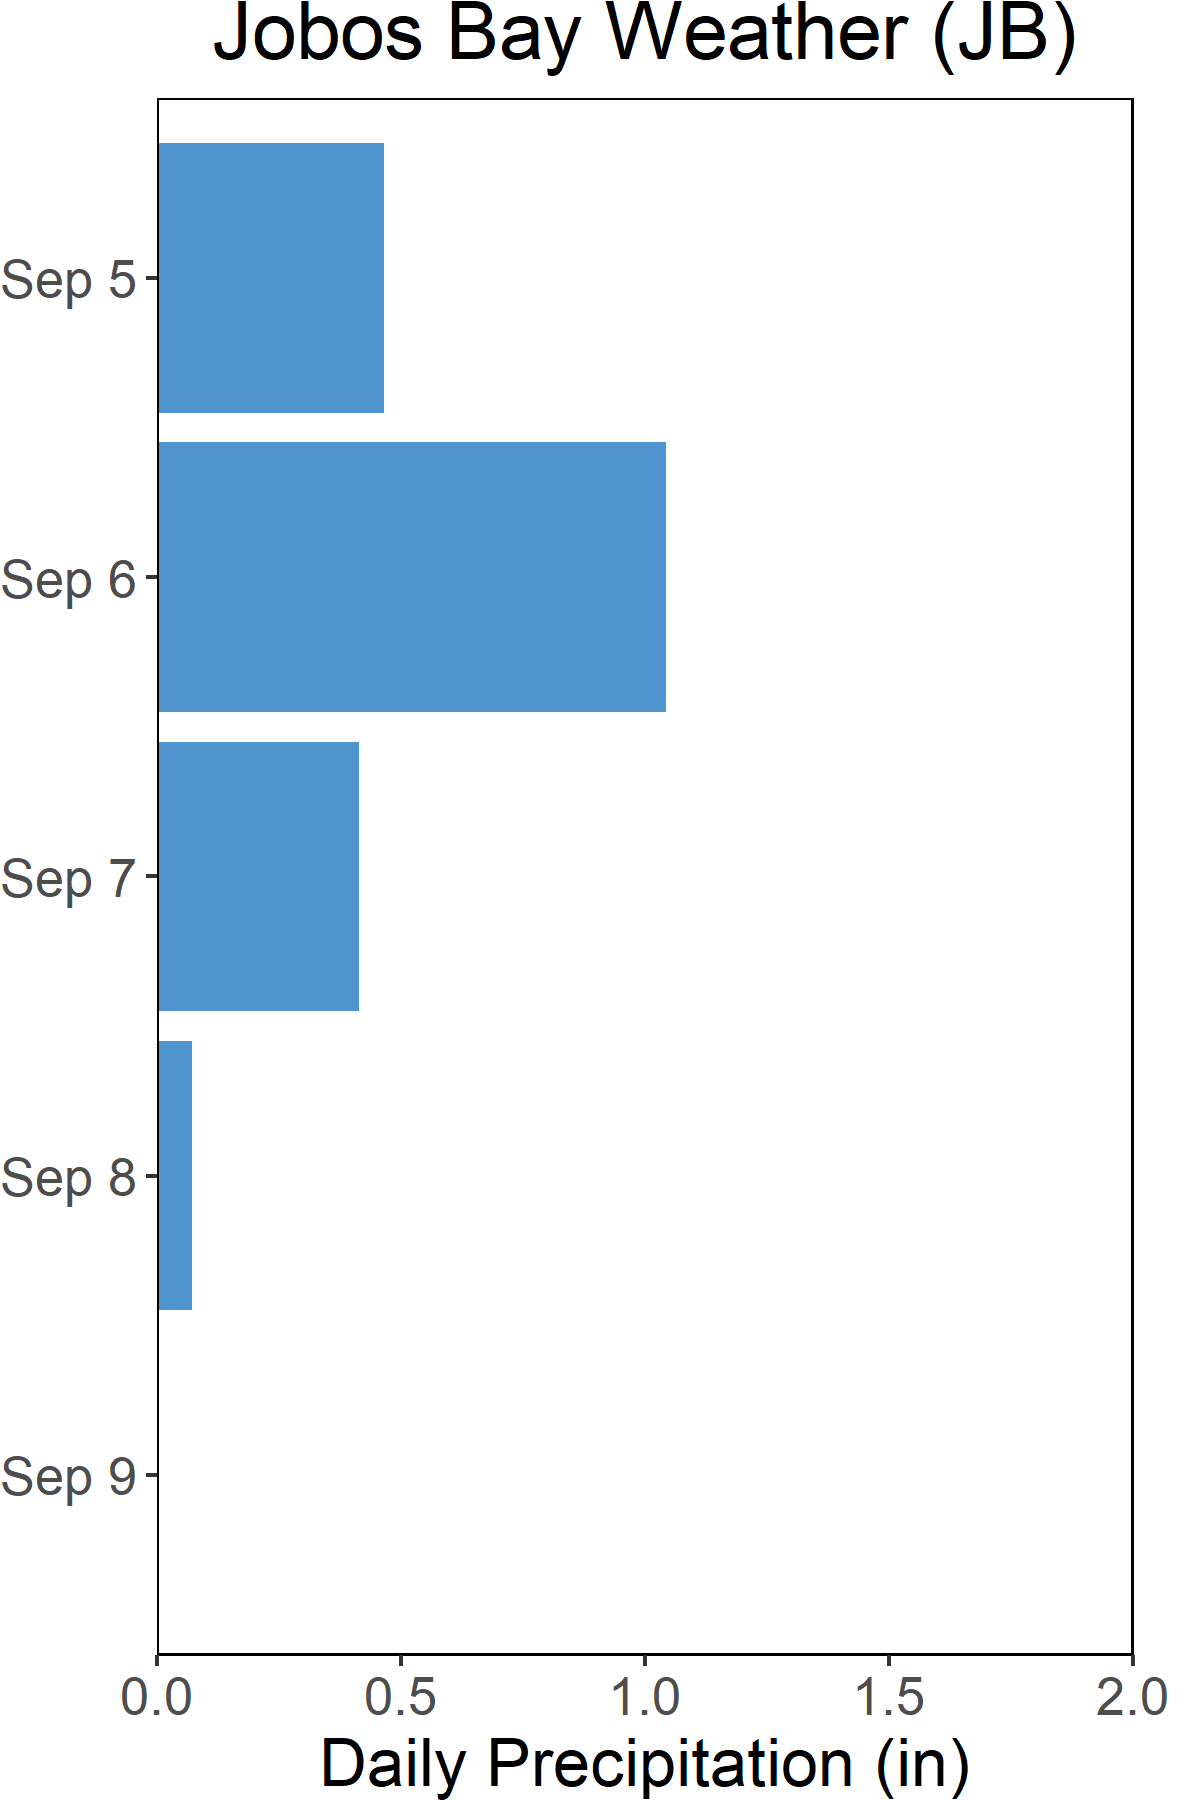 Jobos Bay Weather (JB)
Sep 5
Sep 6
Sep 7
Sep 8
Sep 9
0.0 0.5 1.0 1.5 2.0
Daily Precipitation (in)